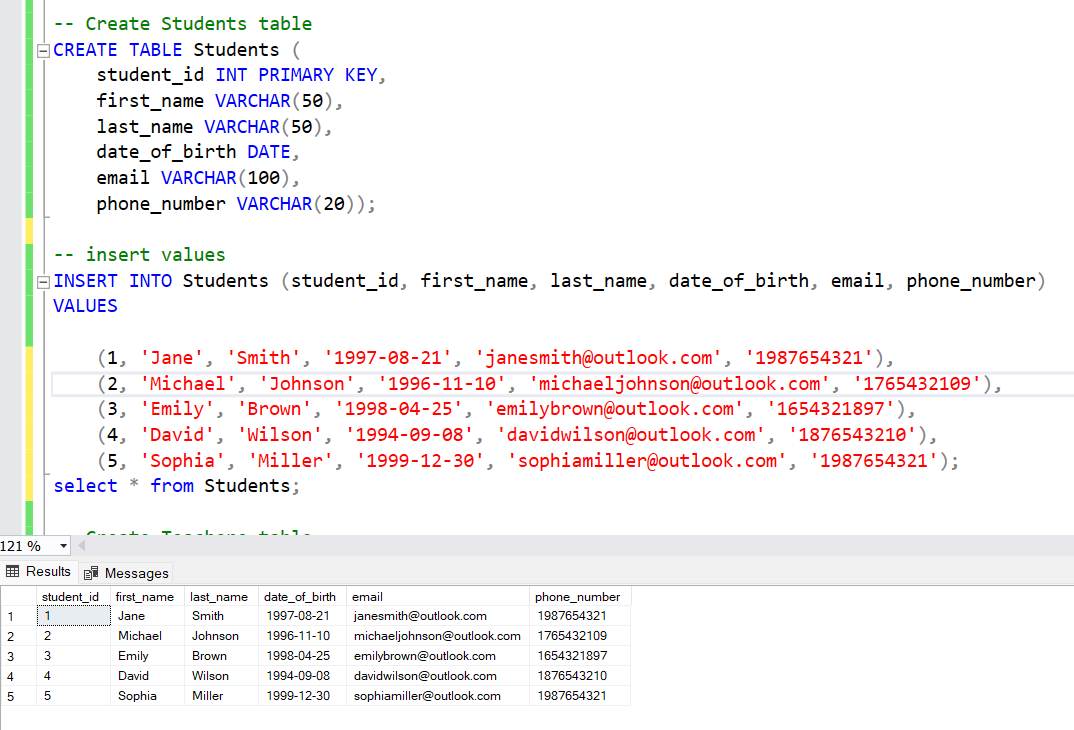 -- Create Students table
CREATE TABLE Students (
student_id INT PRIMARY KEY,
first_name VARCHAR(50),
last_name VARCHAR(50),
date_of_birth DATE,
email VARCHAR(100),
phone_number VARCHAR(20));
-- insert values
INSERT INTO Students (student_id, first_name, last_name, date_of_birth, email, phone_number)
VALUES
(1, 'Jane', 'Smith', '1997-08-21', 'janesmith@outlook.com', '1987654321'),
(2, 'Michael', 'Johnson', '1996-11-10', 'michaeljohnson@outlook.com', '1765432109'),
(3, 'Emily', 'Brown', '1998-04-25', 'emilybrown@outlook.com', '1654321897'),
(4, 'David', 'Wilson', '1994-09-08', 'davidwilson@outlook.com', '1876543210'),
(5, 'Sophia', 'Miller', '1999-12-30', 'sophiamiller@outlook.com', '1987654321');
select * from Students;
Create Teachers table
121 %
Results Messages
student_id first_name last_name date_of_birth email phone_number
1 1 Jane Smith 1997-08-21 janesmith@outlook.com 1987654321
2 2 Michael Johnson 1996-11-10 michaeljohnson@outlook.com 1765432109
3 3 Emily Brown 1998-04-25 emilybrown@outlook.com 1654321897
4 4 David Wilson 1994-09-08 davidwilson@outlook.com 1876543210
5 5 Sophia Miller 1999-12-30 sophiamiller@outlook.com 1987654321